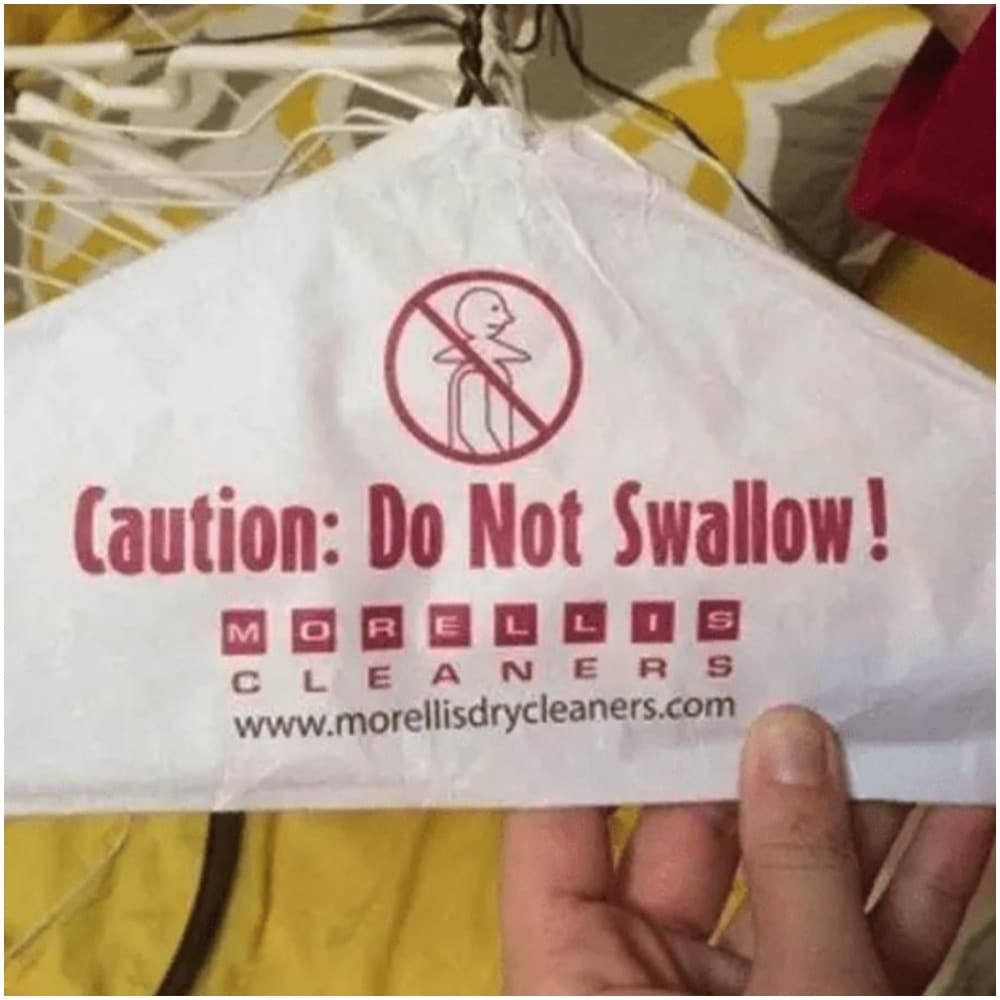 Caution: Do Not Swallow!
MORELLIS
CLEANERS
www.morellisdrycleaners.com